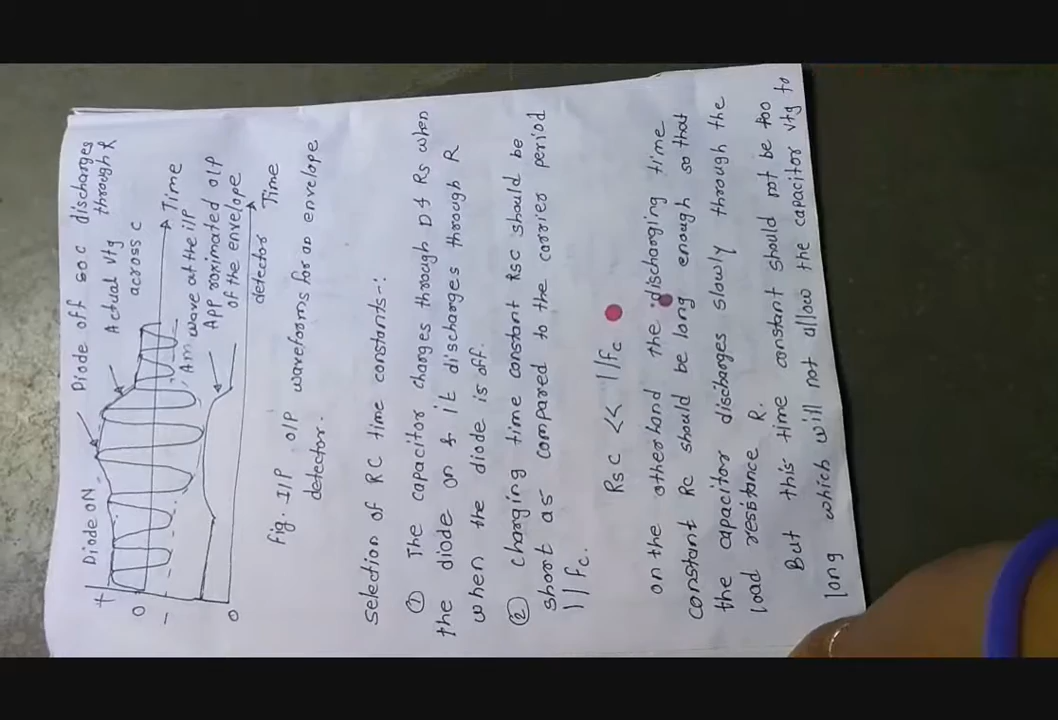 Diode off so c discharges
through R
Diode ON
Actual vtg
across c
+
0
-
Time
Am wave at the i/p
Approximated o/p
of the envelope
detector
0
Time
fig. I/P O/P waveforms for an envelope
detector.
selection of RC time constants-:
① The capacitor charges through D & Rs when
the diode on & it discharges through R
when the diode is off.
② charging time constant Rsc should be
short as compared to the carrier period
1/fc.
Rsc << 1/fc
on the otherhand the discharging time
constant Rc should be long enough so that
the capacitor discharges slowly through the
load resistance R.
But this time constant should not be too
long which will not allow the capacitor vtg to